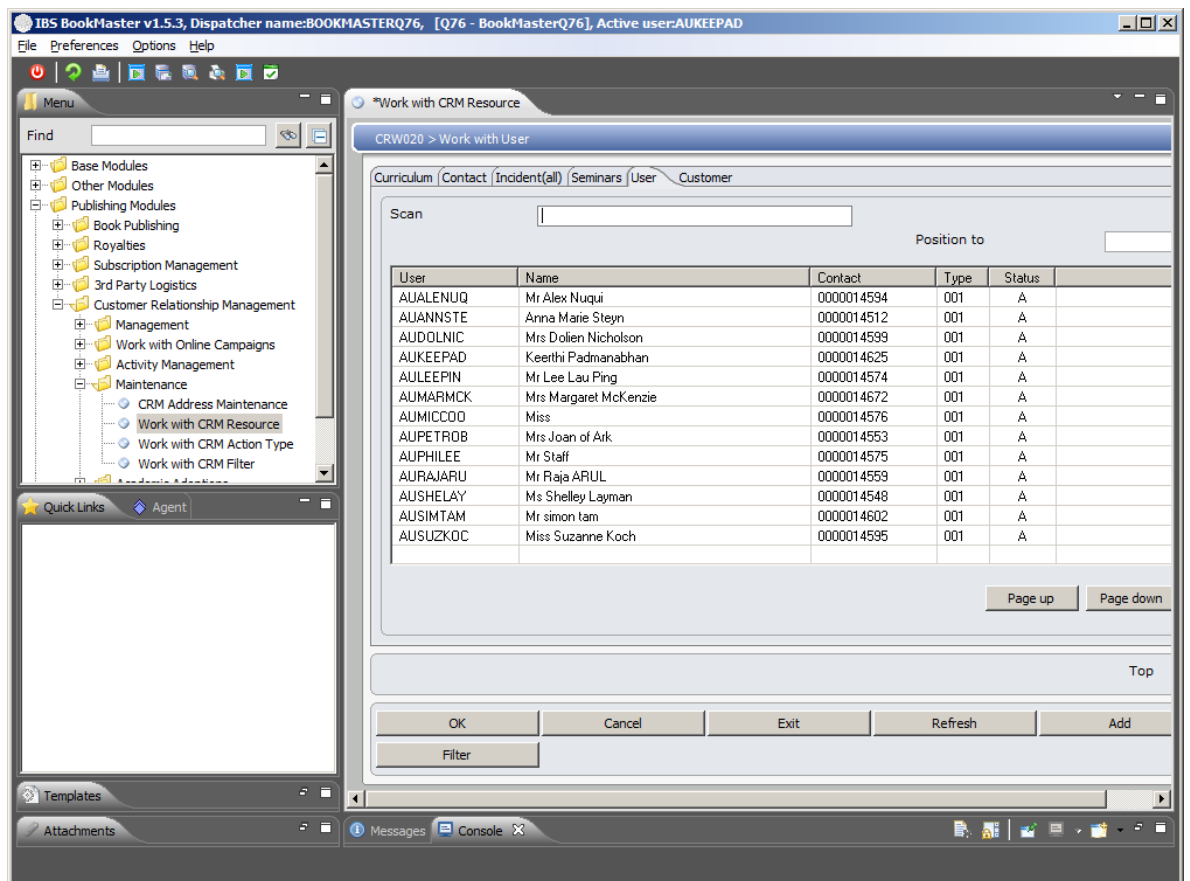 IBS BookMaster v1.5.3, Dispatcher name:BOOKMASTERQ76, [Q76 - BookMasterQ76], Active user:AUKEEPAD
File Preferences Options Help
Menu
Find
Base Modules
Other Modules
Publishing Modules
Book Publishing
Royalties
Subscription Management
3rd Party Logistics
Customer Relationship Management
Management
Work with Online Campaigns
Activity Management
Maintenance
CRM Address Maintenance
Work with CRM Resource
Work with CRM Action Type
Work with CRM Filter
Quick Links Agent
Templates
Attachments
*Work with CRM Resource
CRW020 > Work with User
Curriculum Contact Incident(all) Seminars User Customer
Scan
Position to
User Name Contact Type Status
AUALENUQ Mr Alex Nuqui 0000014594 001 A
AUANNSTE Anna Marie Steyn 0000014512 001 A
AUDOLNIC Mrs Dolien Nicholson 0000014599 001 A
AUKEEPAD Keerthi Padmanabhan 0000014625 001 A
AULEEPIN Mr Lee Lau Ping 0000014574 001 A
AUMARMCK Mrs Margaret McKenzie 0000014672 001 A
AUMICCOO Miss 0000014576 001 A
AUPETROB Mrs Joan of Ark 0000014553 001 A
AUPHILEE Mr Staff 0000014575 001 A
AURAJARU Mr Raja ARUL 0000014559 001 A
AUSHELAY Ms Shelley Layman 0000014548 001 A
AUSIMTAM Mr simon tam 0000014602 001 A
AUSUZKOC Miss Suzanne Koch 0000014595 001 A
Page up Page down
Top
OK Cancel Exit Refresh Add
Filter
Messages Console